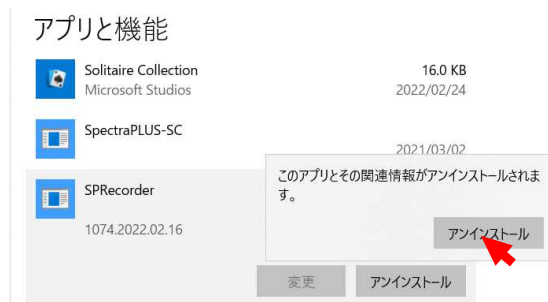 アプリと機能
Solitaire Collection 16.0 KB
Microsoft Studios 2022/02/24
SpectraPLUS-SC
2021/03/02
このアプリとその関連情報がアンインストールされま
す。
SPRecorder
アンインストール
1074.2022.02.16
変更 アンインストール